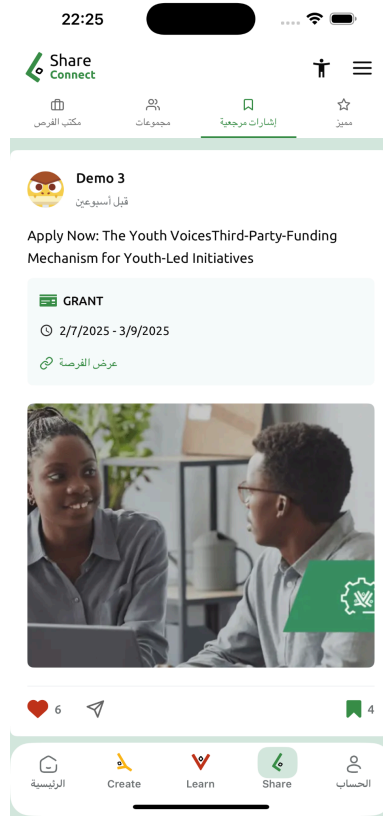 22:25
Share
Connect
مميز
إشارات مرجعية
مجموعات
مكتب الفرص
Demo 3
قبل أسبوعين
Apply Now: The Youth VoicesThird-Party-Funding
Mechanism for Youth-Led Initiatives
GRANT
2/7/2025 - 3/9/2025
عرض الفرصة
6
4
الرئيسية
Create
Learn
Share
الحساب